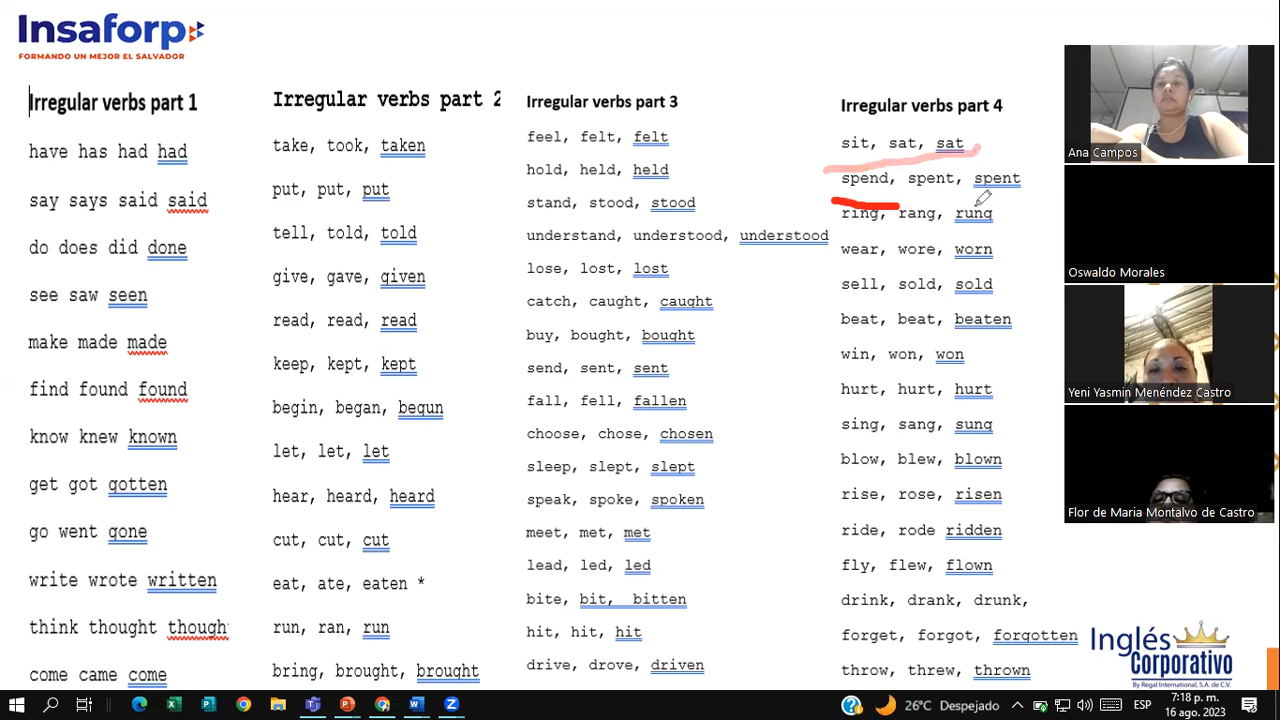 Insaforp
FORMANDO UN MEJOR EL SALVADOR
Irregular verbs part 1
have has had had
say says said said
do does did done
see saw seen
make made made
find found found
know knew known
get got gotten
go went gone
write wrote written
think thought though
come came come
Irregular verbs part 2
take, took, taken
put, put, put
tell, told, told
give, gave, given
read, read, read
keep, kept, kept
begin, began, begun
let, let, let
hear, heard, heard
cut, cut, cut
eat, ate, eaten *
run, ran, run
bring, brought, brought
Irregular verbs part 3
feel, felt, felt
hold, held, held
stand, stood, stood
understand, understood, understood
lose, lost, lost
catch, caught, caught
buy, bought, bought
send, sent, sent
fall, fell, fallen
choose, chose, chosen
sleep, slept, slept
speak, spoke, spoken
meet, met, met
lead, led, led
bite, bit, bitten
hit, hit, hit
drive, drove, driven
Irregular verbs part 4
sit, sat, sat
spend, spent, spent
ring, rang, rung
wear, wore, worn
sell, sold, sold
beat, beat, beaten
win, won, won
hurt, hurt, hurt
sing, sang, sung
blow, blew, blown
rise, rose, risen
ride, rode ridden
fly, flew, flown
drink, drank, drunk,
forget, forgot, forgotten
throw, threw, thrown
Ana Campos
Oswaldo Morales
Yeni Yasmin Menéndez Castro
Flor de Maria Montalvo de Castro
Inglés
Corporativo
By Regal International, S.A. de C.V.
26°C Despejado
ESP
7:18 p. m.
16 ago. 2023